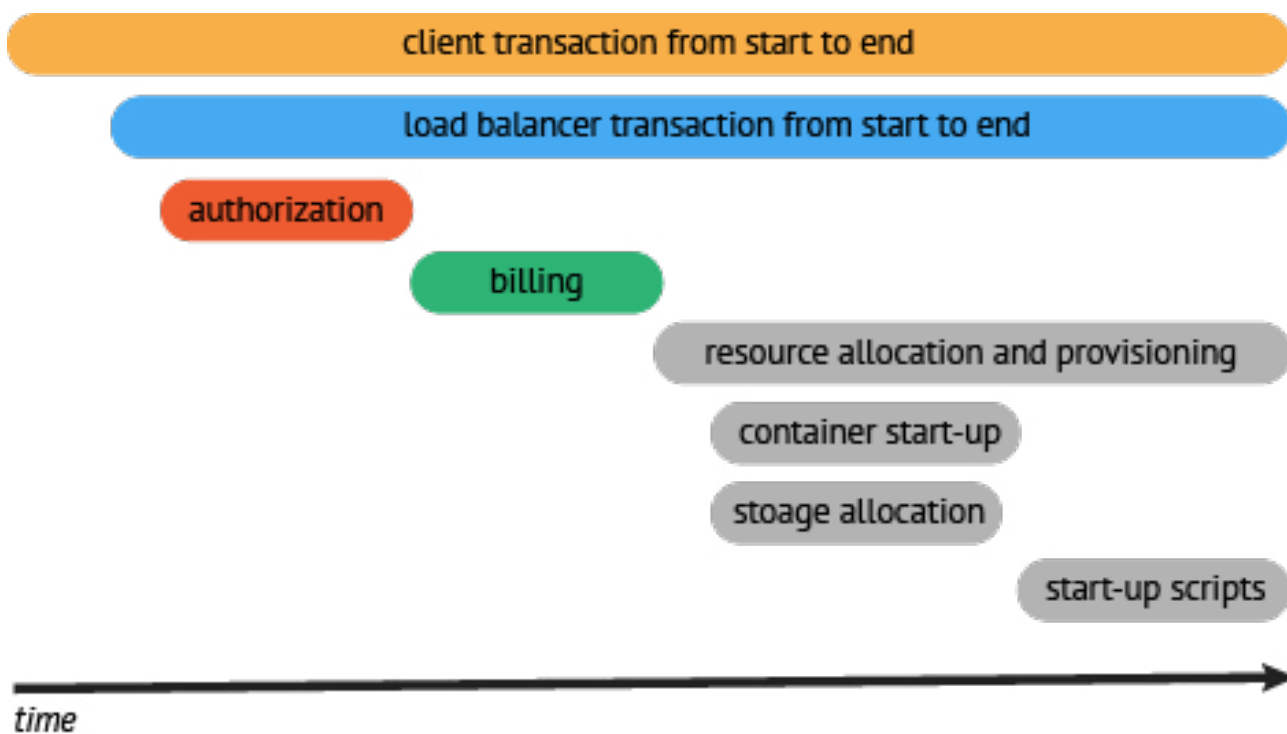 client transaction from start to end
load balancer transaction from start to end
authorization
billing
resource allocation and provisioning
container start-up
stoage allocation
start-up scripts
time